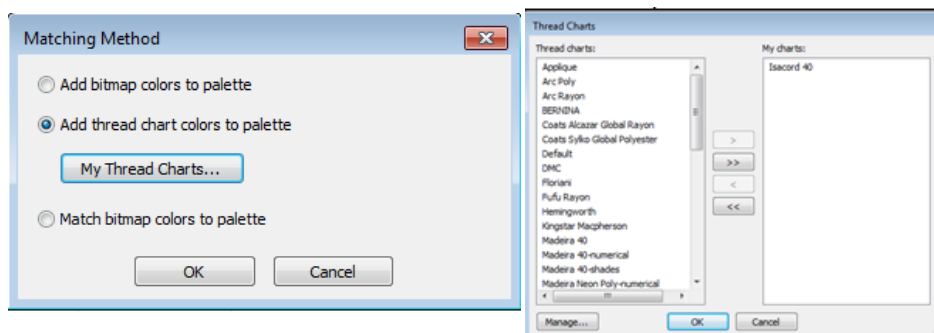 Matching Method
Add bitmap colors to palette
Add thread chart colors to palette
My Thread Charts...
Match bitmap colors to palette
OK
Cancel
Thread Charts
Thread charts:
My charts:
Applique
Arc Poly
Arc Rayon
BERNINA
Coats Alcazar Global Rayon
Coats Sylko Global Polyester
Default
DMC
Floriani
Fufu Rayon
Hemingworth
Kingstar Macpherson
Madeira 40
Madeira 40-numerical
Madeira 40-shades
Madeira Neon Poly-numerical
>
>>
<
<<
Isacord 40
Manage...
OK
Cancel